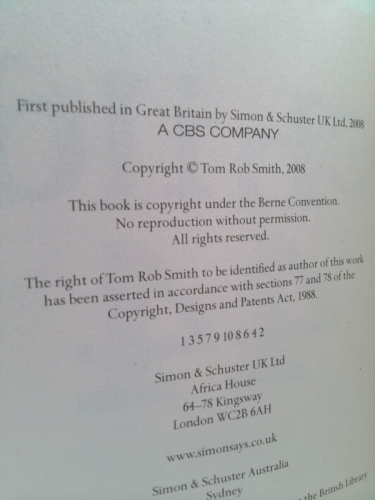 First published in Great Britain by Simon & Schuster UK Ltd, 2008
A CBS COMPANY
Copyright © Tom Rob Smith, 2008
This book is copyright under the Berne Convention.
No reproduction without permission.
All rights reserved.
The right of Tom Rob Smith to be identified as author of this work
has been asserted in accordance with sections 77 and 78 of the
Copyright, Designs and Patents Act, 1988.
1 3 5 7 9 10 8 6 4 2
Simon & Schuster UK Ltd
Africa House
64–78 Kingsway
London WC2B 6AH
www.simonsays.co.uk
Simon & Schuster Australia
Sydney
the British Library